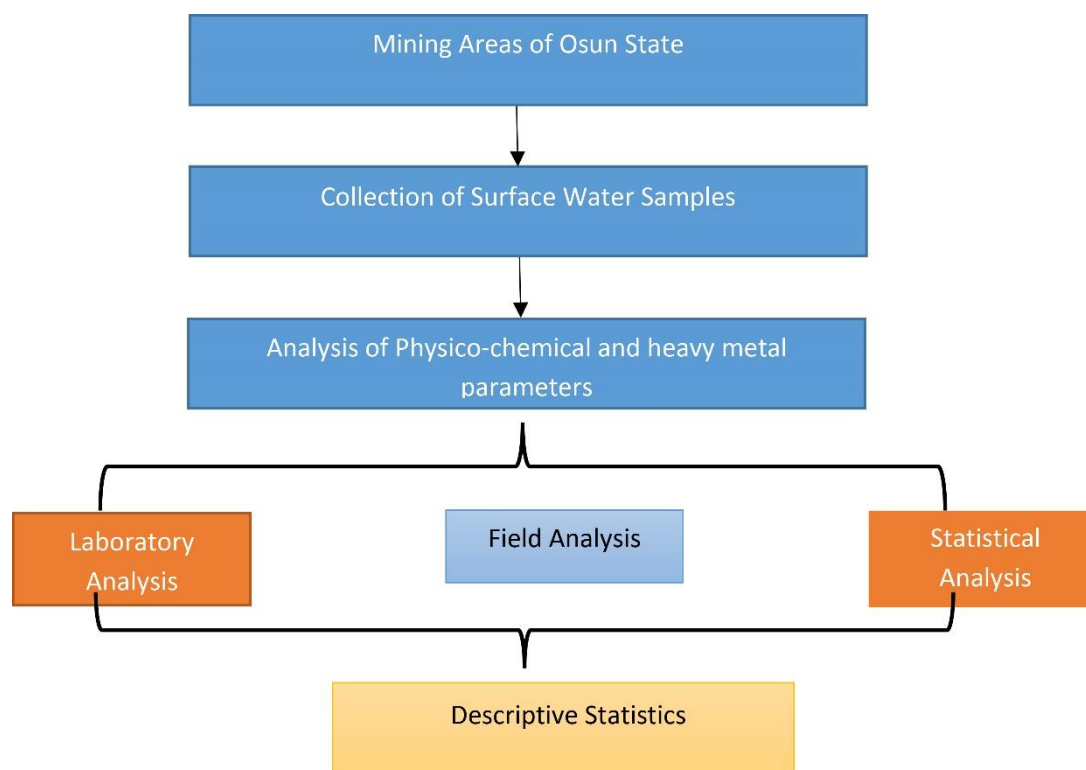 Mining Areas of Osun State
Collection of Surface Water Samples
Analysis of Physico-chemical and heavy metal
parameters
Laboratory
Analysis
Field Analysis
Statistical
Analysis
Descriptive Statistics